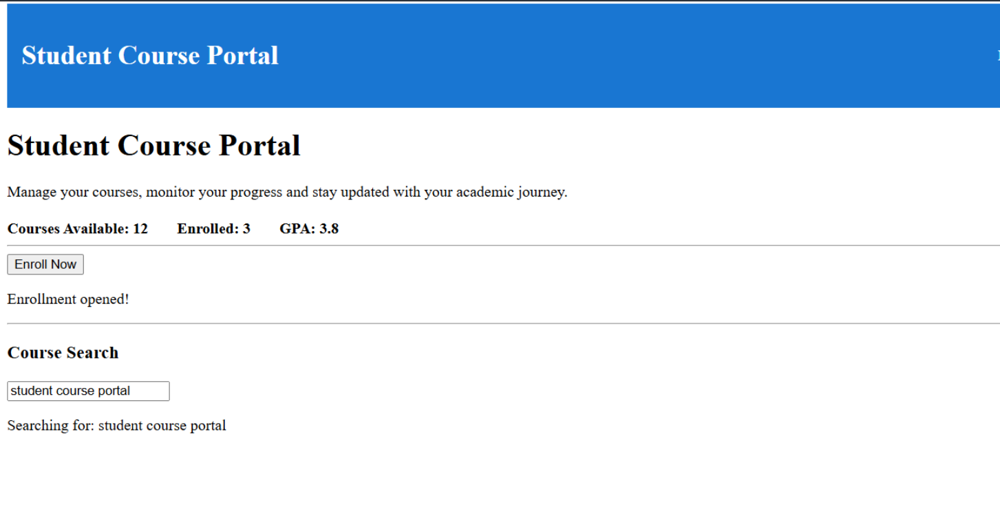 Student Course Portal
Student Course Portal
Manage your courses, monitor your progress and stay updated with your academic journey.
Courses Available: 12 Enrolled: 3 GPA: 3.8
Enroll Now
Enrollment opened!
Course Search
student course portal
Searching for: student course portal